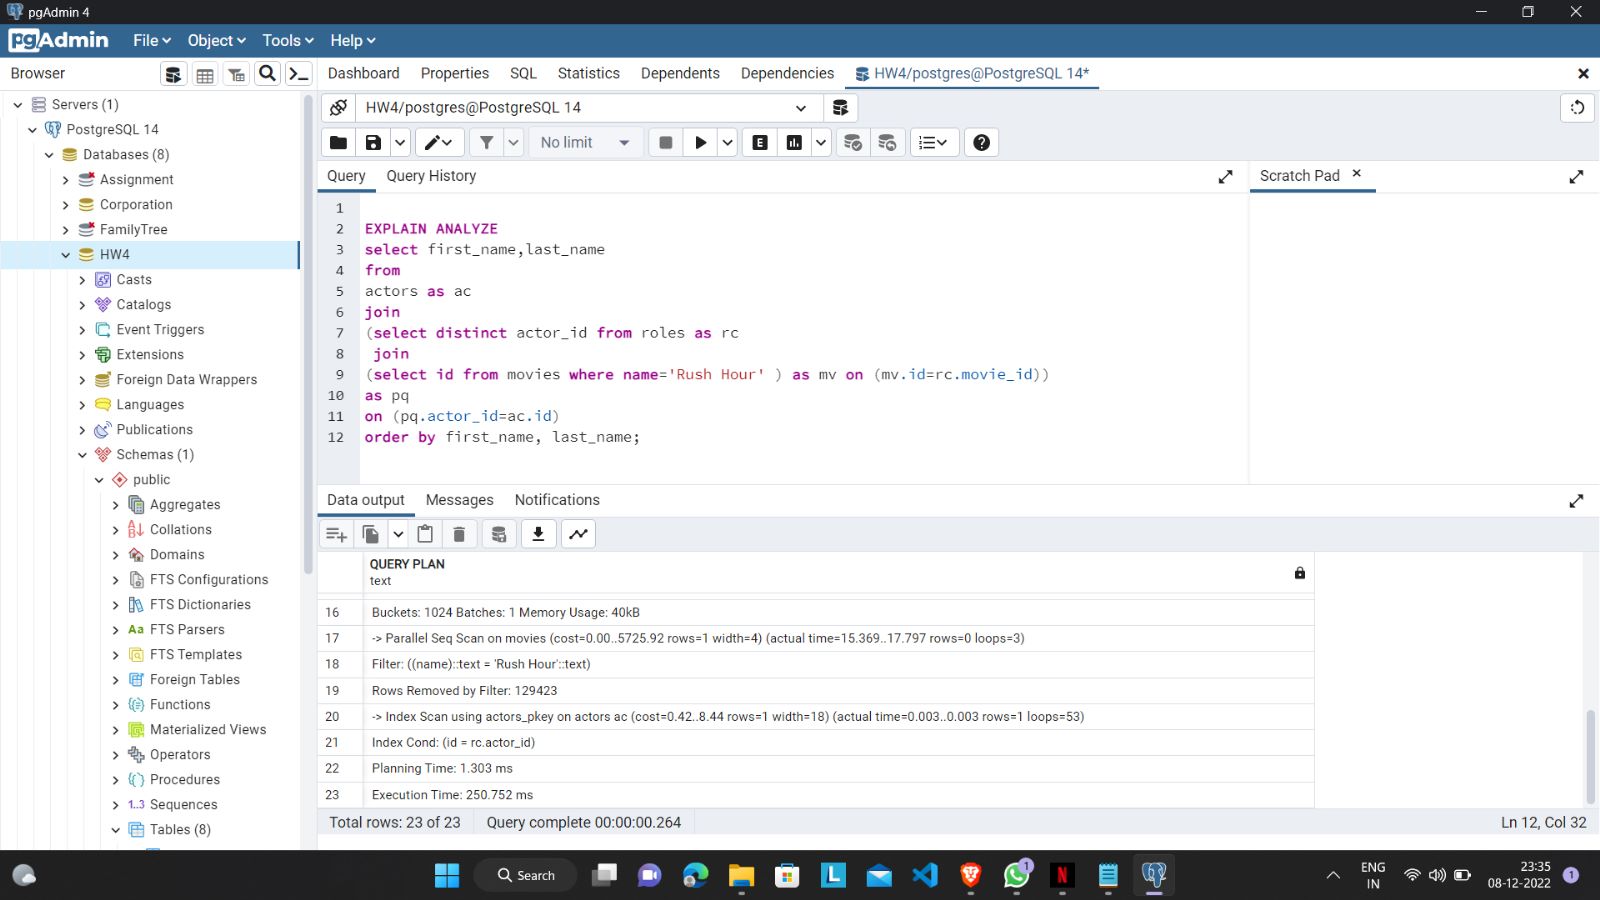 pgAdmin 4
pgAdmin File Object Tools Help
Browser
Dashboard Properties SQL Statistics Dependents Dependencies HW4/postgres@PostgreSQL 14*
Servers (1)
PostgreSQL 14
Databases (8)
Assignment
Corporation
FamilyTree
HW4
Casts
Catalogs
Event Triggers
Extensions
Foreign Data Wrappers
Languages
Publications
Schemas (1)
public
Aggregates
Collations
Domains
FTS Configurations
FTS Dictionaries
Aa FTS Parsers
FTS Templates
Foreign Tables
Functions
Materialized Views
Operators
Procedures
1..3 Sequences
Tables (8)
HW4/postgres@PostgreSQL 14
No limit
E
Query Query History
Scratch Pad
1
2 EXPLAIN ANALYZE
3 select first_name,last_name
4 from
5 actors as ac
6 join
7 (select distinct actor_id from roles as rc
8 join
9 (select id from movies where name='Rush Hour' ) as mv on (mv.id=rc.movie_id))
10 as pq
11 on (pq.actor_id=ac.id)
12 order by first_name, last_name;
Data output Messages Notifications
QUERY PLAN
text
16 Buckets: 1024 Batches: 1 Memory Usage: 40kB
17 -> Parallel Seq Scan on movies (cost=0.00..5725.92 rows=1 width=4) (actual time=15.369..17.797 rows=0 loops=3)
18 Filter: ((name)::text = 'Rush Hour'::text)
19 Rows Removed by Filter: 129423
20 -> Index Scan using actors_pkey on actors ac (cost=0.42..8.44 rows=1 width=18) (actual time=0.003..0.003 rows=1 loops=53)
21 Index Cond: (id = rc.actor_id)
22 Planning Time: 1.303 ms
23 Execution Time: 250.752 ms
Total rows: 23 of 23 Query complete 00:00:00.264 Ln 12, Col 32
Search
L
1
N
ENG
IN
23:35
08-12-2022
1